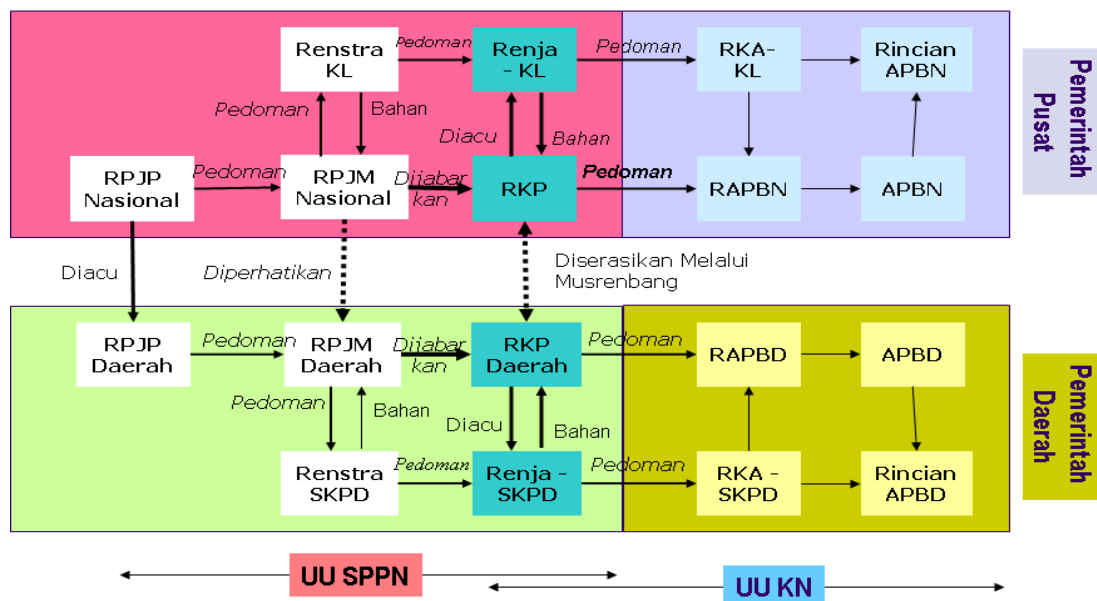 Renstra
KL
Pedoman
Renja
- KL
Pedoman
RKA-
KL
Rincian
APBN
Pemerintah
Pusat
Pedoman
Bahan
Diacu
Bahan
RPJP
Nasional
Pedoman
RPJM
Nasional
Dijabar
kan
RKP
Pedoman
RAPBN
APBN
Diacu
Diperhatikan
Diserasikan Melalui
Musrenbang
RPJP
Daerah
Pedoman
RPJM
Daerah
Dijabar
kan
RKP
Daerah
Pedoman
RAPBD
APBD
Pemerintah
Daerah
Pedoman
Bahan
Diacu
Bahan
Renstra
SKPD
Pedoman
Renja -
SKPD
Pedoman
RKA -
SKPD
Rincian
APBD
UU SPPN
UU KN